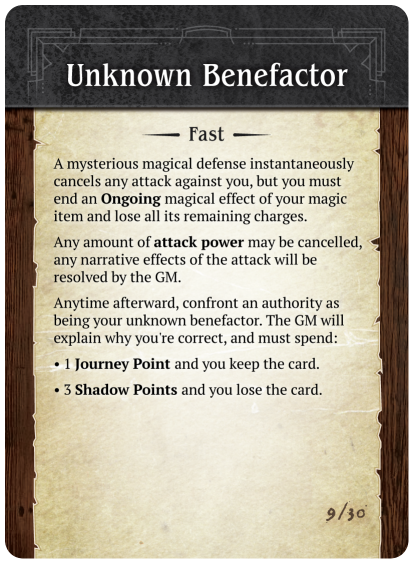 Unknown Benefactor
Fast
A mysterious magical defense instantaneously
cancels any attack against you, but you must
end an Ongoing magical effect of your magic
item and lose all its remaining charges.
Any amount of attack power may be cancelled,
any narrative effects of the attack will be
resolved by the GM.
Anytime afterward, confront an authority as
being your unknown benefactor. The GM will
explain why you're correct, and must spend:
• 1 Journey Point and you keep the card.
• 3 Shadow Points and you lose the card.
9/30